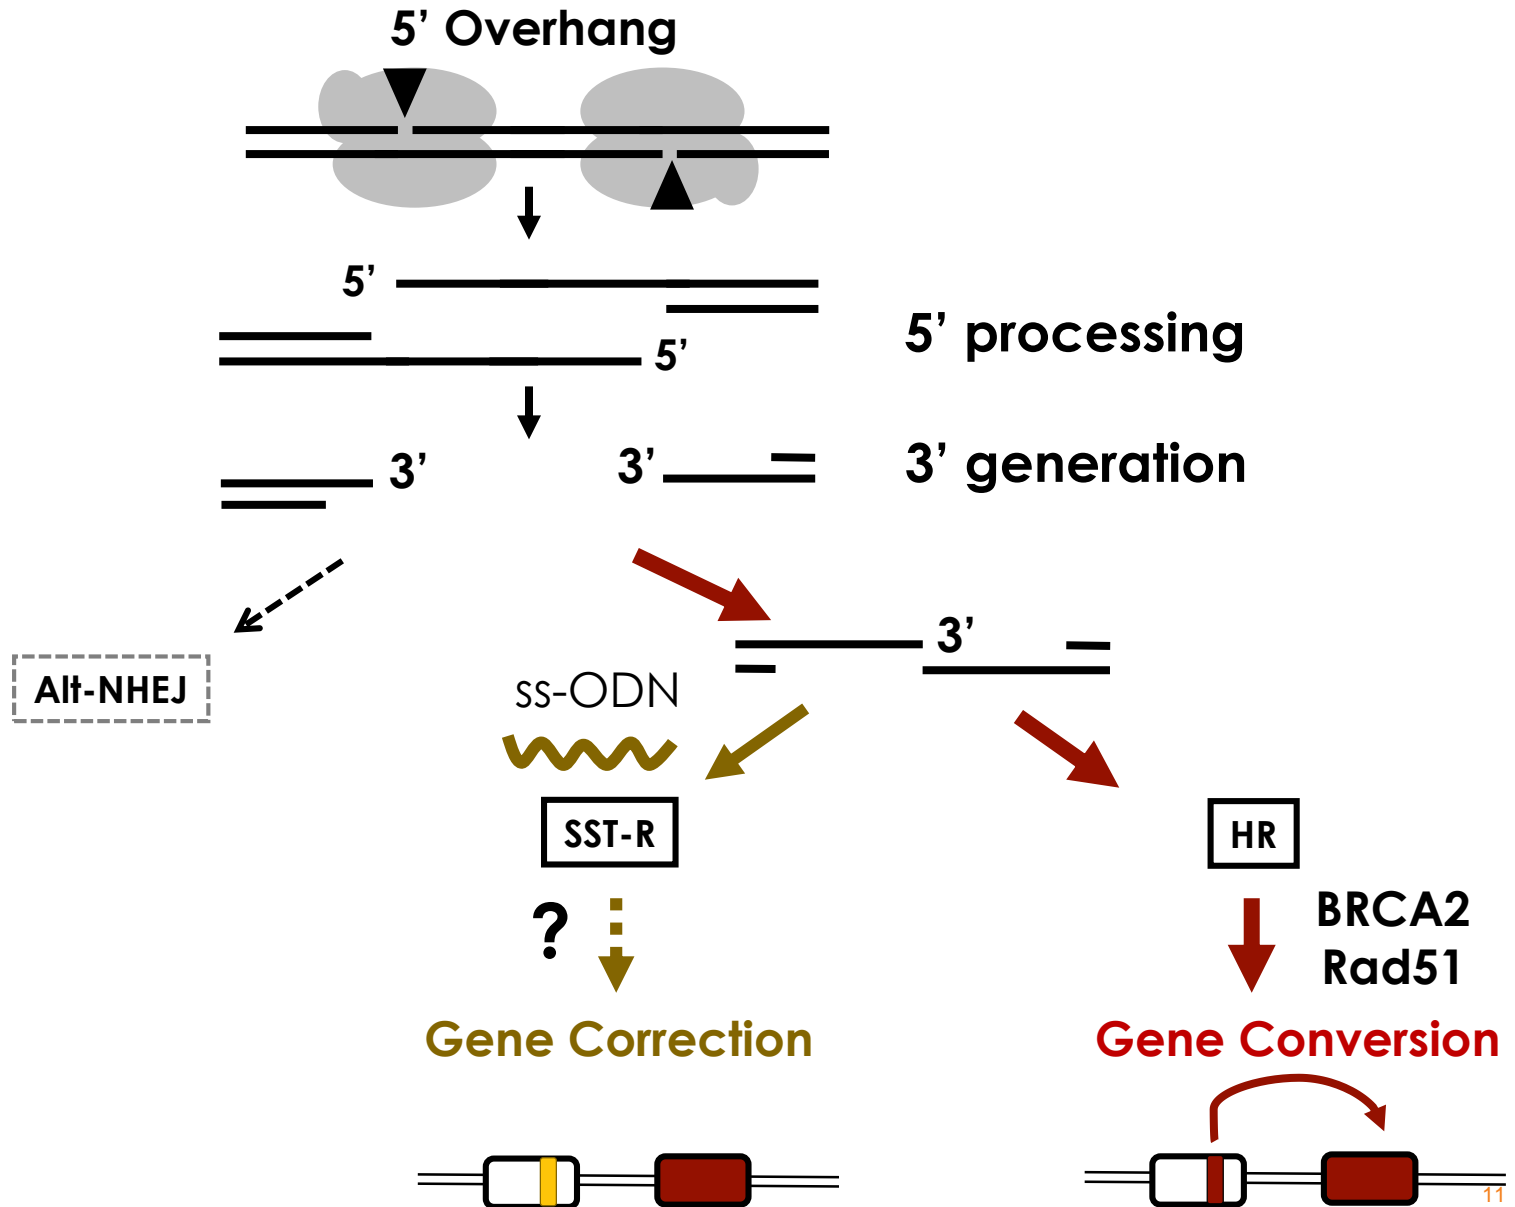 5’ Overhang
5’
5’ processing
5’
3’
3’
3’ generation
3’
Alt-NHEJ
ss-ODN
SST-R
HR
?
BRCA2
Rad51
Gene Correction
Gene Conversion
11